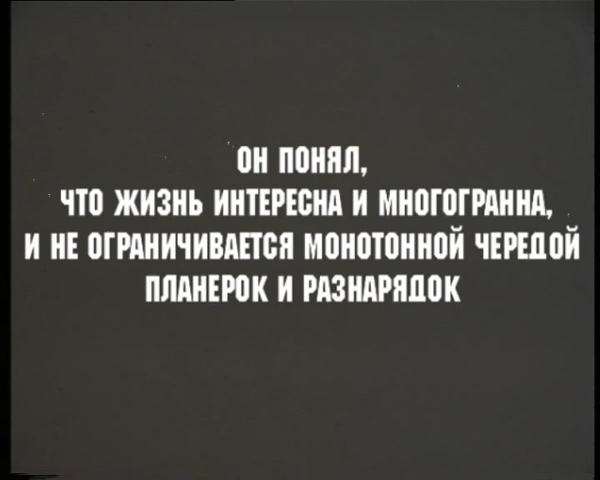 ОН ПОНЯЛ,
ЧТО ЖИЗНЬ ИНТЕРЕСНА И МНОГОГРАННА,
И НЕ ОГРАНИЧИВАЕТСЯ МОНОТОННОЙ ЧЕРЕДОЙ
ПЛАНЕРОК И РАЗНАРЯДОК